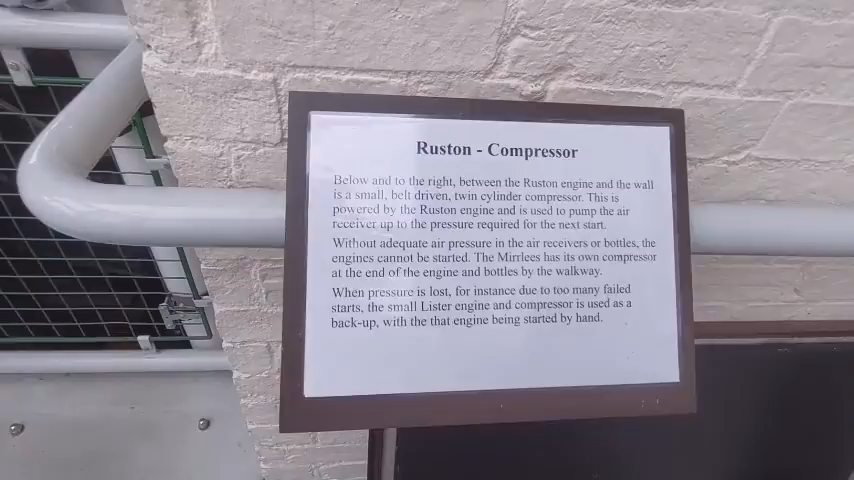 Ruston - Compressor
Below and to the right, between the Ruston engine and the wall
is a small, belt driven, twin cylinder compressor. This is
powered by the Ruston engine and is used to pump the air
receiver up to the pressure required for the next start.
Without adequate air pressure in the air receivers or bottles, the
engines cannot be started. The Mirrlees has its own compressor
at the end of the engine and bottles by the walkway.
When pressure is lost, for instance due to too many failed
starts, the small Lister engine and compressor is used as a
back-up, with the that engine being started by hand.